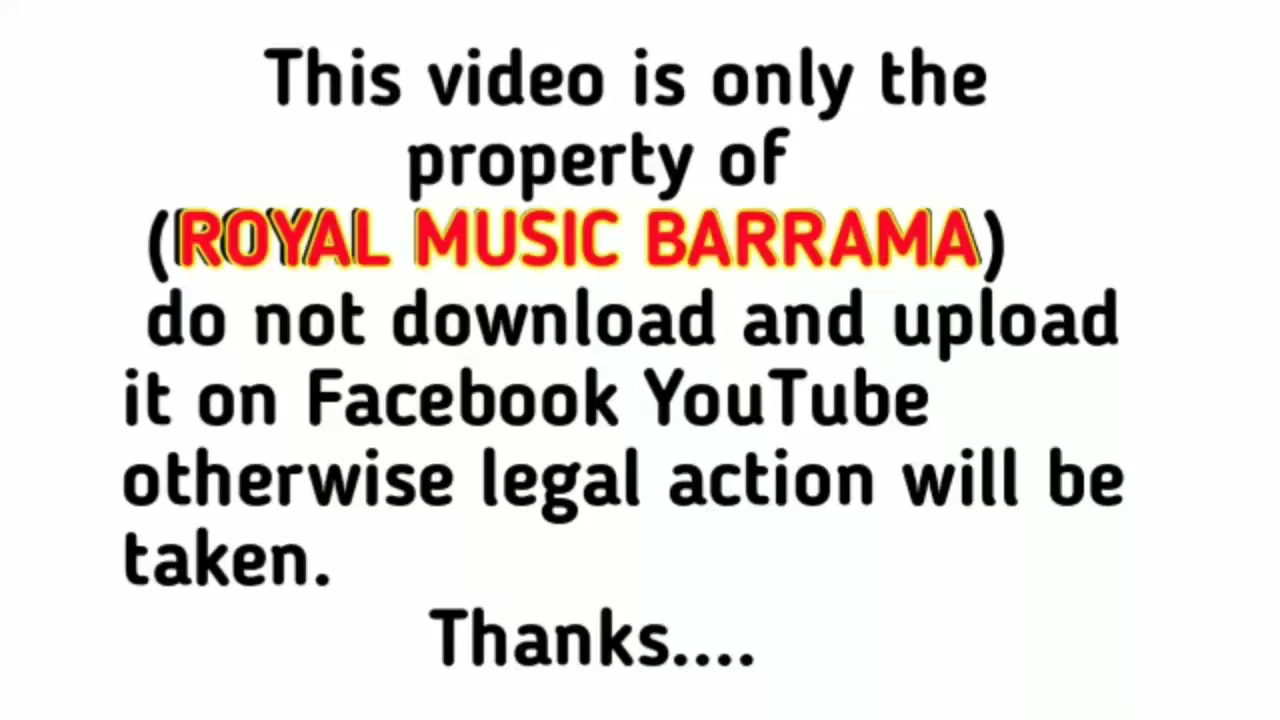 This video is only the
property of
(ROYAL MUSIC BARRAMA)
do not download and upload
it on Facebook YouTube
otherwise legal action will be
taken.
Thanks....